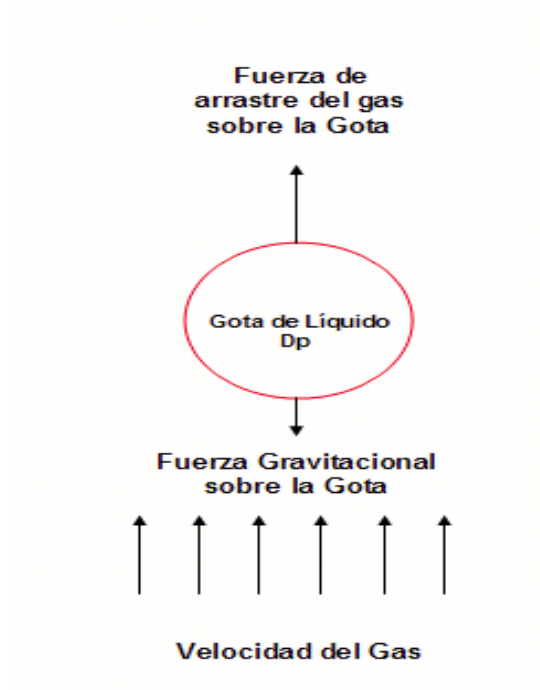 Fuerza de
arrastre del gas
sobre la Gota
Gota de Líquido
Dp
Fuerza Gravitacional
sobre la Gota
Velocidad del Gas